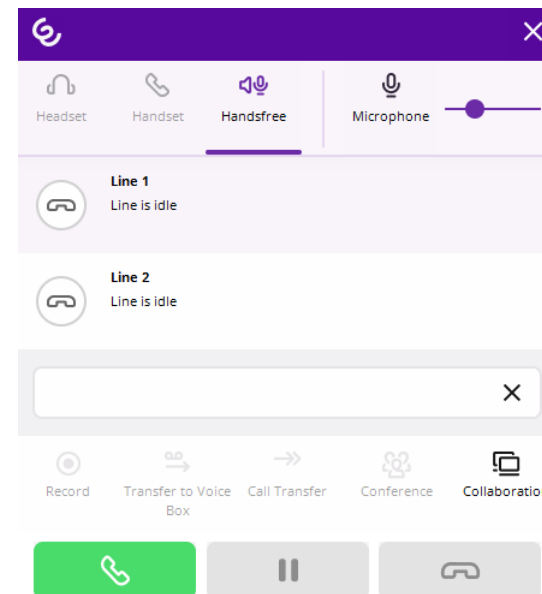 Headset
Handset
Handsfree
Microphone
Line 1
Line is idle
Line 2
Line is idle
Record
Transfer to Voice
Box
Call Transfer
Conference
Collaboratio